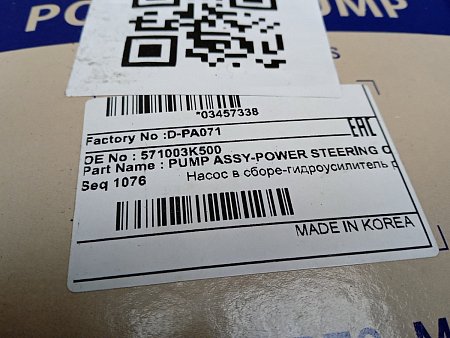 PUMP
*03457338
Factory No :D-PA071
EAC
OE No : 571003K500
Part Name : PUMP ASSY-POWER STEERING O
Seq 1076 Насос в сборе-гидроусилитель р
MADE IN KOREA